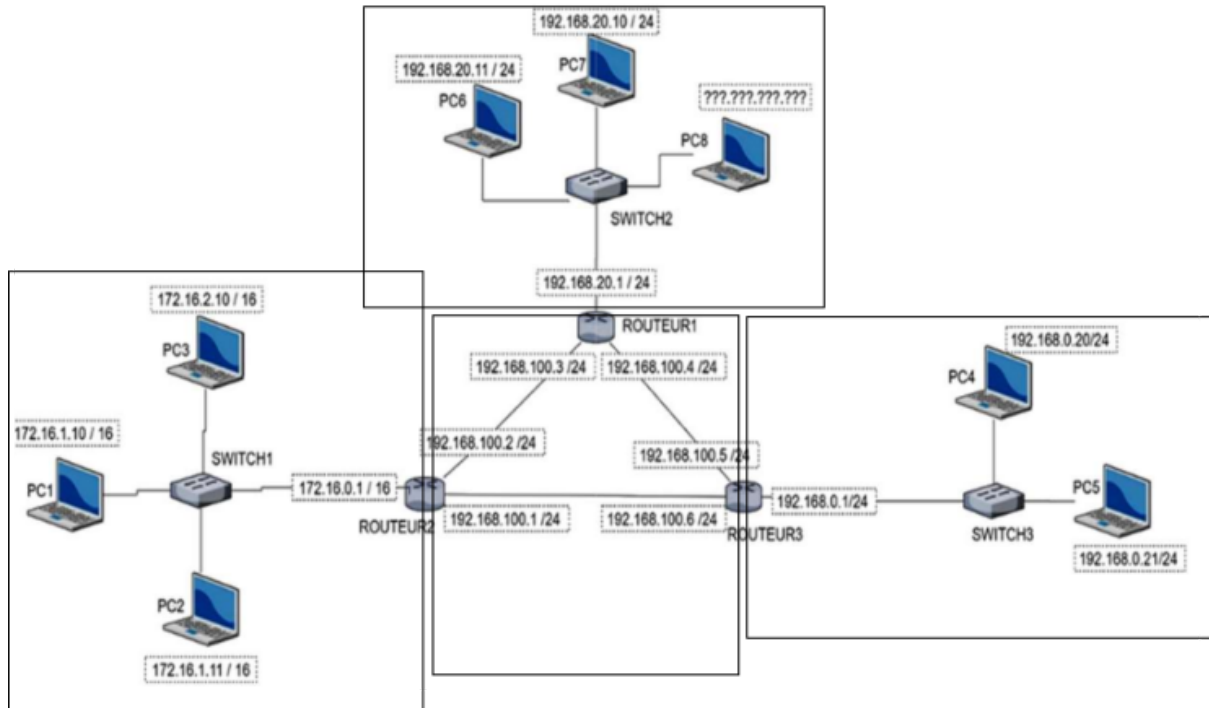 192.168.20.10 / 24
PC7
192.168.20.11 / 24
PC6
???.???.???.???
PC8
SWITCH2
192.168.20.1 / 24
ROUTEUR1
172.16.2.10 / 16
PC3
172.16.1.10 / 16
PC1
SWITCH1
172.16.0.1 / 16
ROUTEUR2
PC2
172.16.1.11 / 16
192.168.100.3 /24
192.168.100.4 /24
192.168.100.2 /24
192.168.100.5 /24
192.168.100.1 /24
192.168.100.6 /24
ROUTEUR3
192.168.0.1/24
192.168.0.20/24
PC4
SWITCH3
PC5
192.168.0.21/24